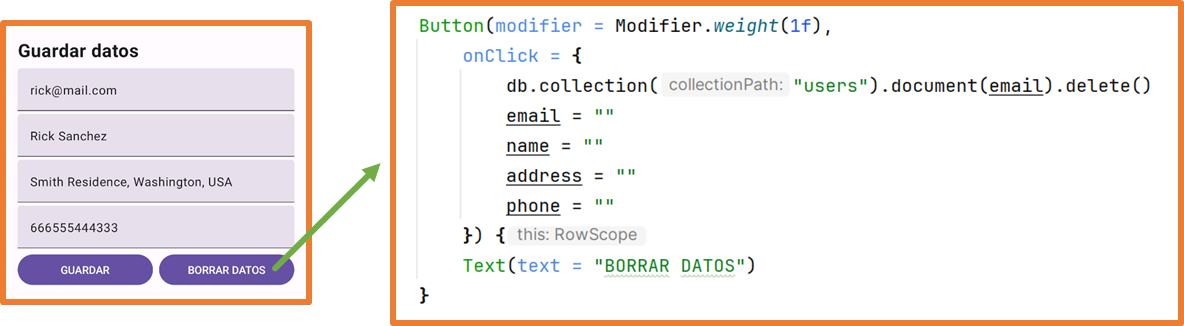 Guardar datos
rick@mail.com
Rick Sanchez
Smith Residence, Washington, USA
666555444333
GUARDAR
BORRAR DATOS
Button(modifier = Modifier.weight(1f),
onClick = {
db.collection( collectionPath: "users").document(email).delete()
email = ""
name = ""
address = ""
phone = ""
}) { this: RowScope
Text(text = "BORRAR DATOS")
}